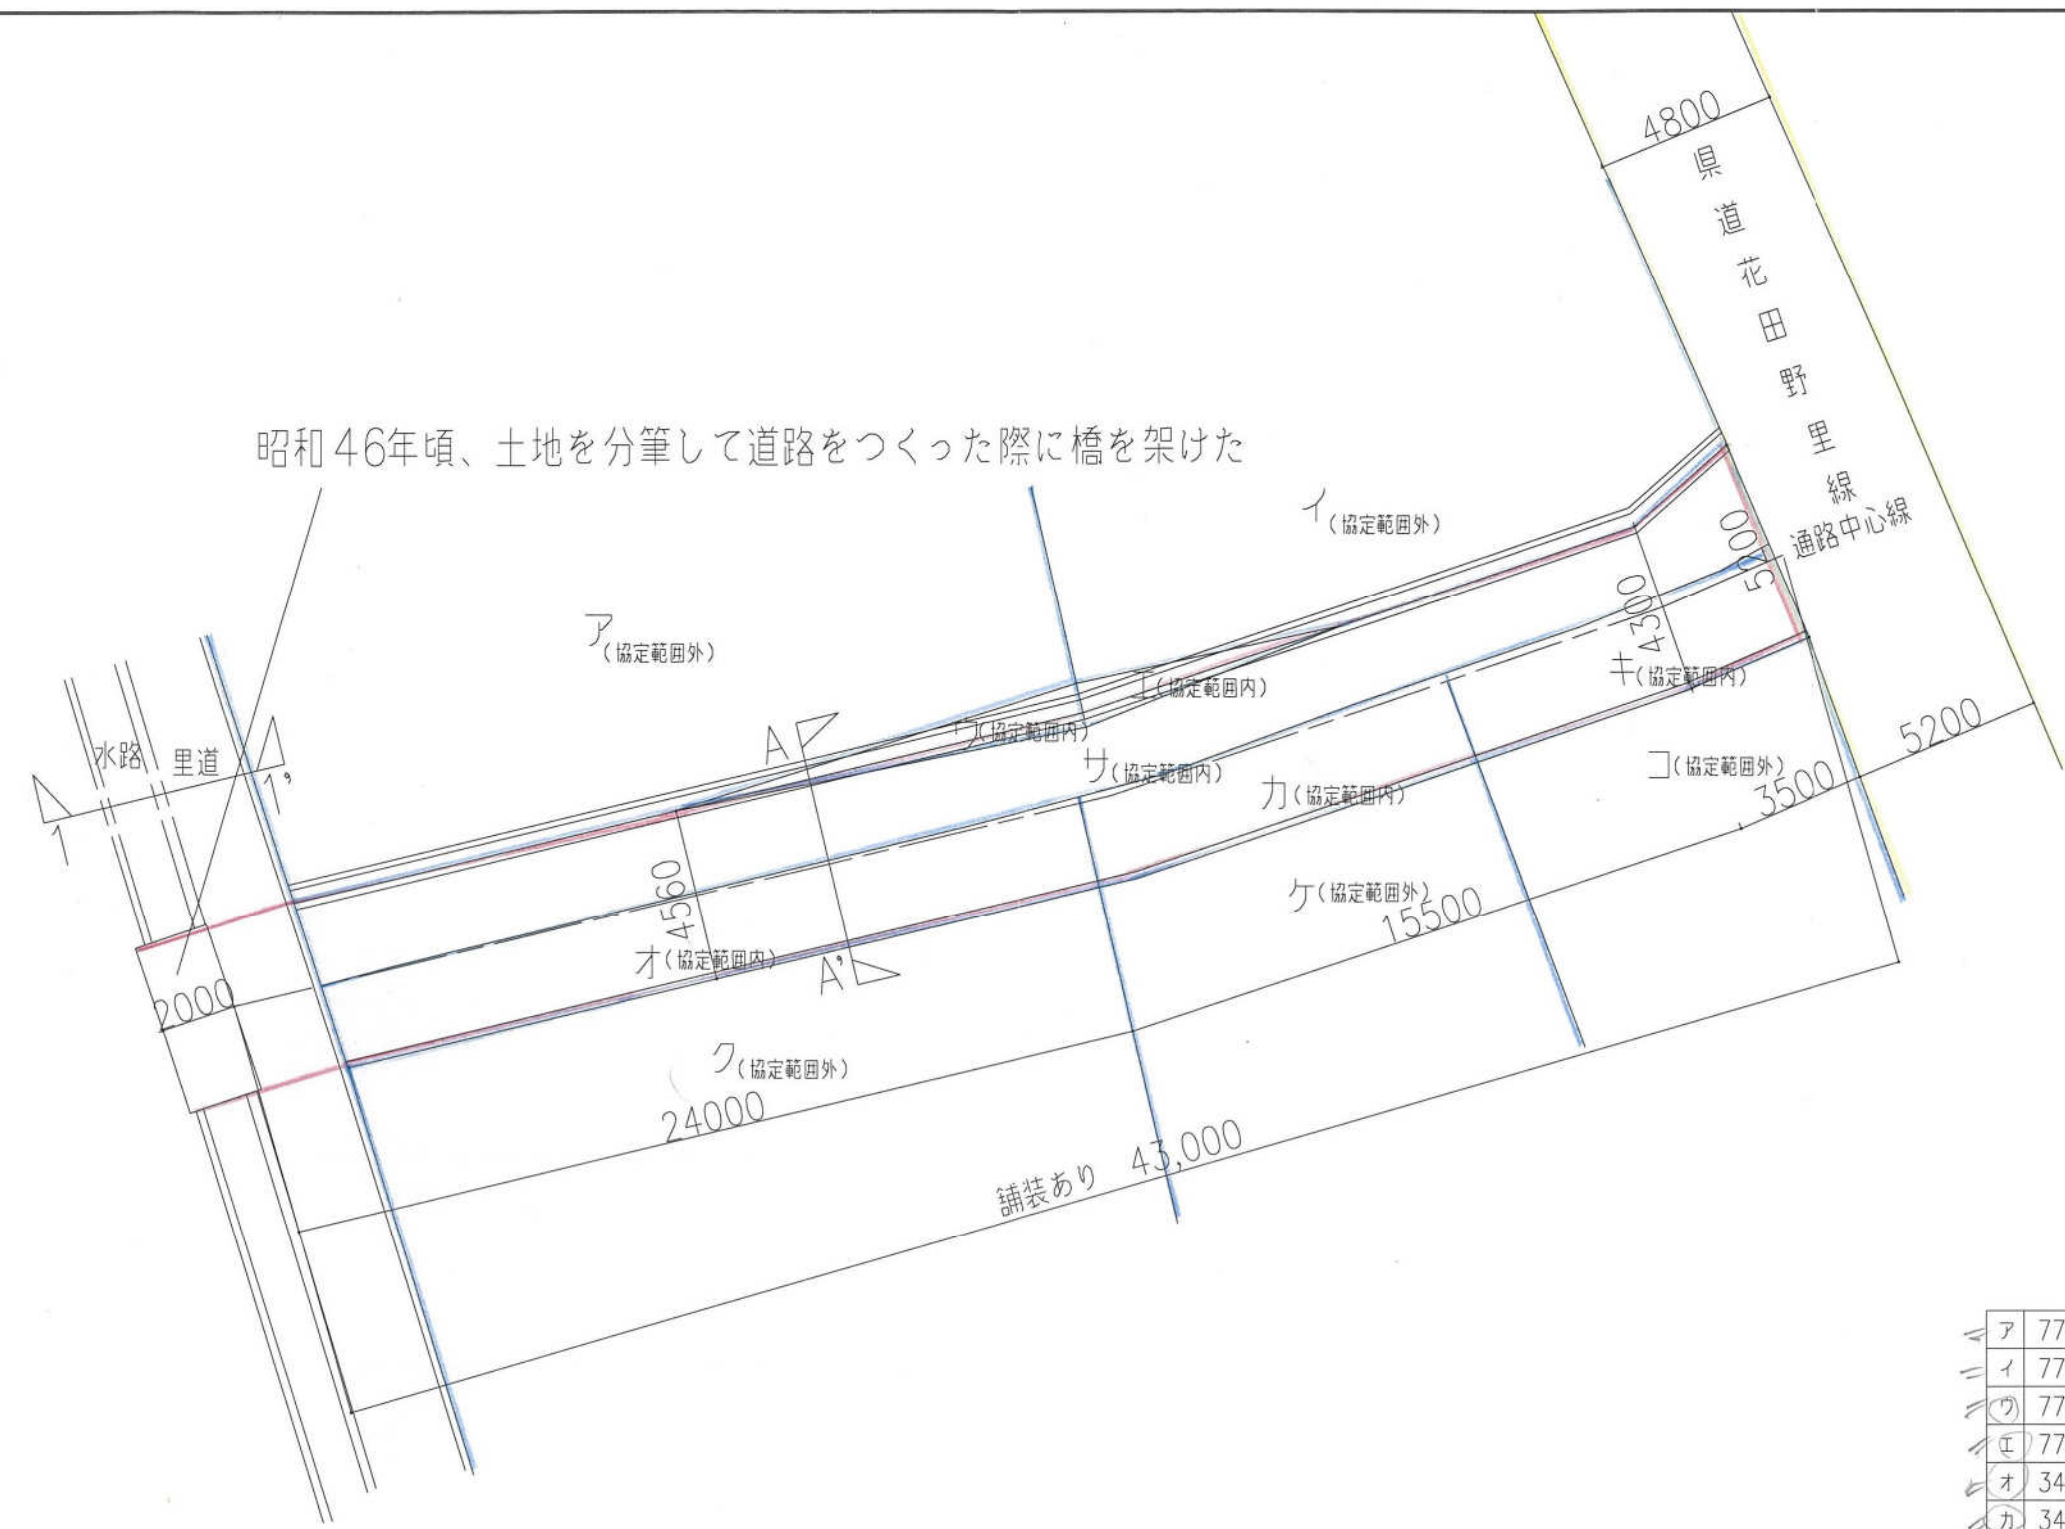 4800
県道花田野里線
昭和46年頃、土地を分筆して道路をつくった際に橋を架けた
イ(協定範囲外)
通路中心線
5200
4300
ア(協定範囲外)
エ(協定範囲内)
キ(協定範囲内)
ウ(協定範囲内)
A
水路
里道
1
1'
サ(協定範囲内)
カ(協定範囲内)
コ(協定範囲外)
3500
4560
オ(協定範囲内)
A'
ケ(協定範囲外)
15500
2000
ク(協定範囲外)
24000
舗装あり 43,000
ア 77
イ 77
ウ 77
エ 77
オ 34
カ 34